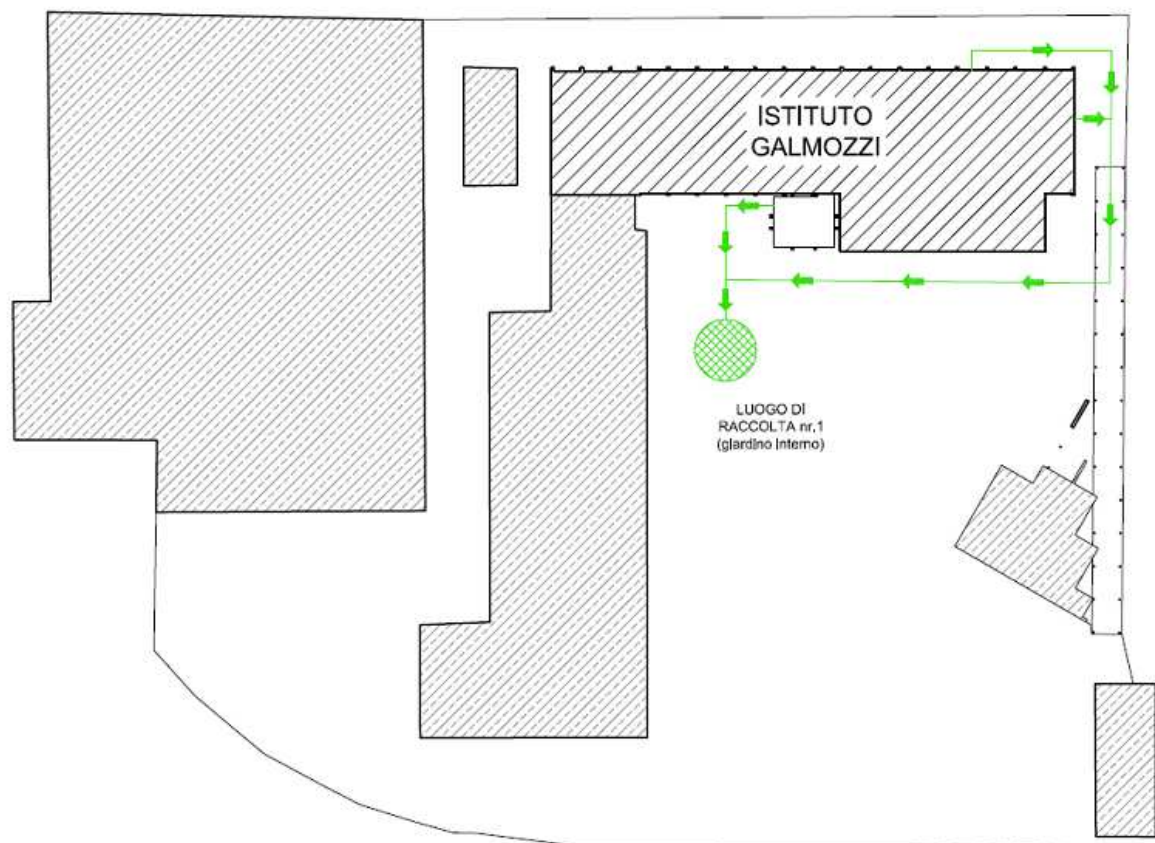 ISTITUTO
GALMOZZI
LUOGO DI
RACCOLTA nr.1
(giardino interno)